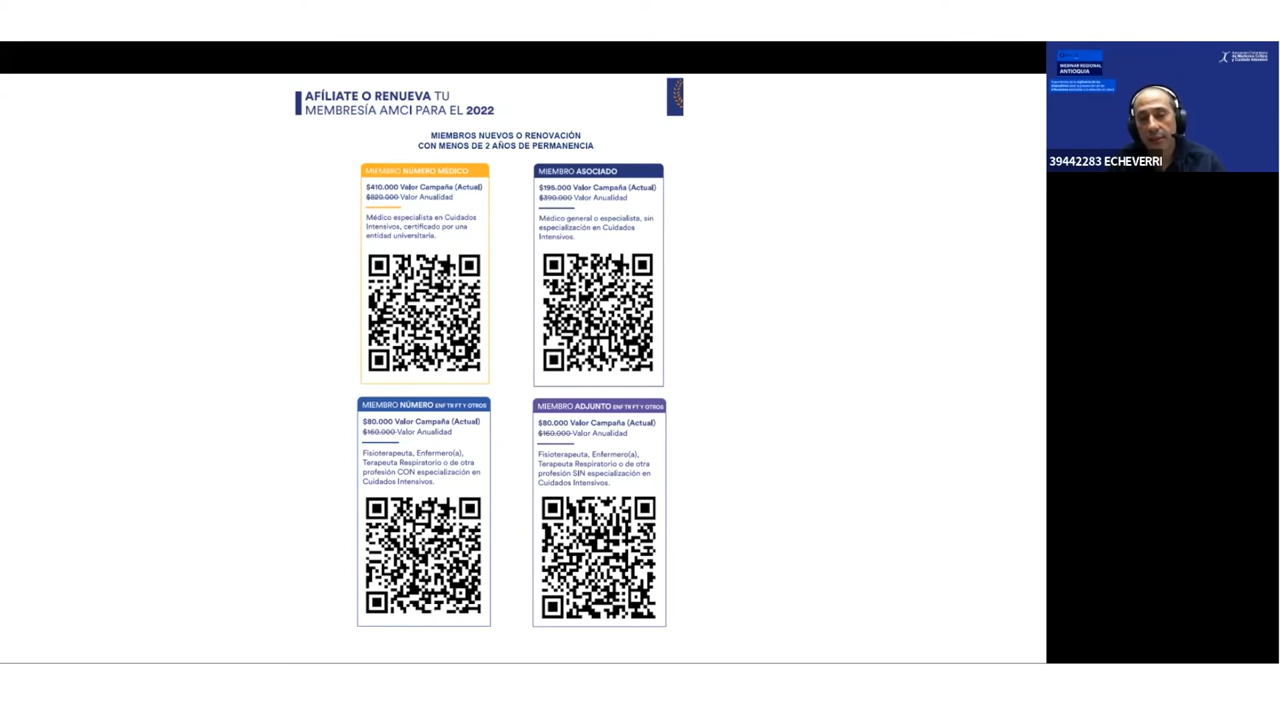 AFÍLIATE O RENUEVA TU
MEMBRESÍA AMCI PARA EL 2022
MIEMBROS NUEVOS O RENOVACIÓN
CON MENOS DE 2 AÑOS DE PERMANENCIA
MIEMBRO NÚMERO MÉDICO
$410.000 Valor Campaña (Actual)
$820.000 Valor Anualidad
Médico especialista en Cuidados
Intensivos, certificado por una
entidad universitaria.
MIEMBRO ASOCIADO
$195.000 Valor Campaña (Actual)
$390.000 Valor Anualidad
Médico general o especialista, sin
especialización en Cuidados
Intensivos.
MIEMBRO NÚMERO ENF TR FT Y OTROS
$80.000 Valor Campaña (Actual)
$160.000 Valor Anualidad
Fisioterapeuta, Enfermero(a),
Terapeuta Respiratorio o de otra
profesión CON especialización en
Cuidados Intensivos.
MIEMBRO ADJUNTO ENF TR FT Y OTROS
$80.000 Valor Campaña (Actual)
$160.000 Valor Anualidad
Fisioterapeuta, Enfermero(a),
Terapeuta Respiratorio o de otra
profesión SIN especialización en
Cuidados Intensivos.
WEBINAR REGIONAL
ANTIOQUIA
de Medicina Crítica
y Cuidado Intensivo
39442283 ECHEVERRI